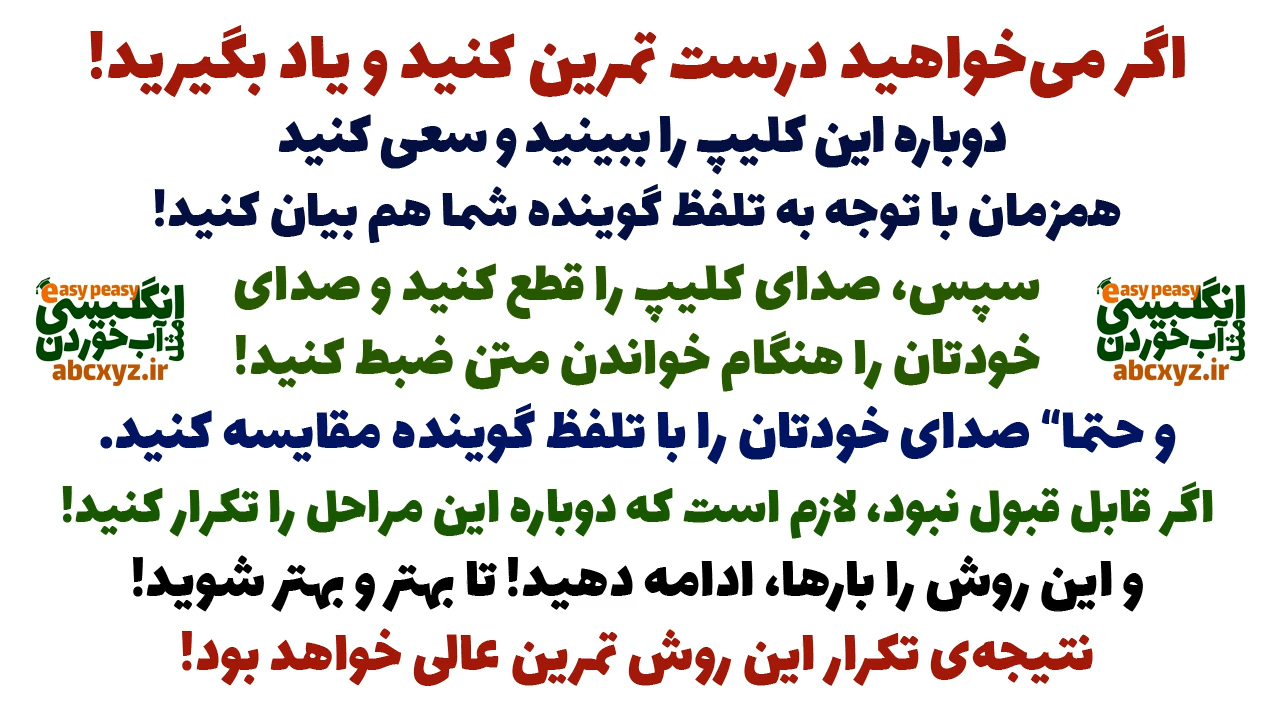 اگر می‌خواهید درست تمرین کنید و یاد بگیرید!
دوباره این کلیپ را ببینید و سعی کنید
همزمان با توجه به تلفظ گوینده شما هم بیان کنید!
سپس، صدای کلیپ را قطع کنید و صدای
خودتان را هنگام خواندن متن ضبط کنید!
easy peasy
انگلیسی
مثل
آب‌خوردن
abcxyz.ir
easy peasy
انگلیسی
مثل
آب‌خوردن
abcxyz.ir
و حتما“ صدای خودتان را با تلفظ گوینده مقایسه کنید.
اگر قابل قبول نبود، لازم است که دوباره این مراحل را تکرار کنید!
و این روش را بارها، ادامه دهید! تا بهتر و بهتر شوید!
نتیجه‌ی تکرار این روش تمرین عالی خواهد بود!